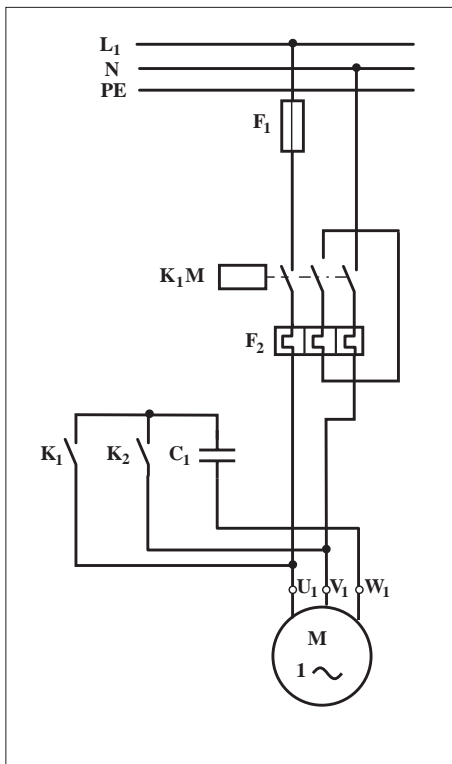 L₁
N
PE
F₁
K₁M
F₂
K₁ K₂ C₁
U₁ V₁ W₁
M
1 ~